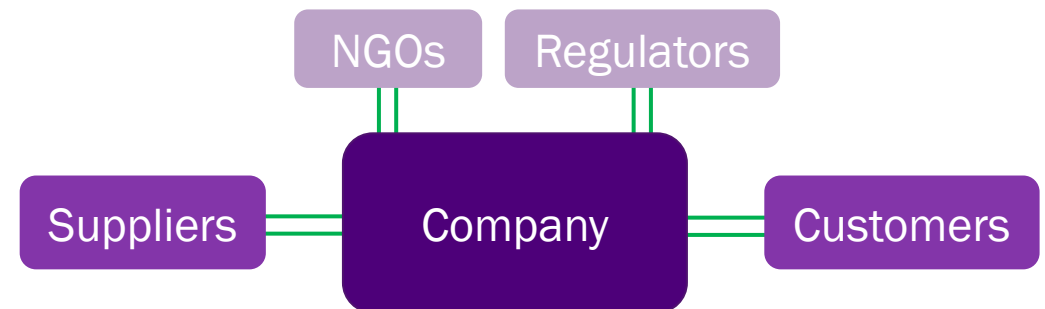 NGOs
Regulators
Suppliers
Company
Customers